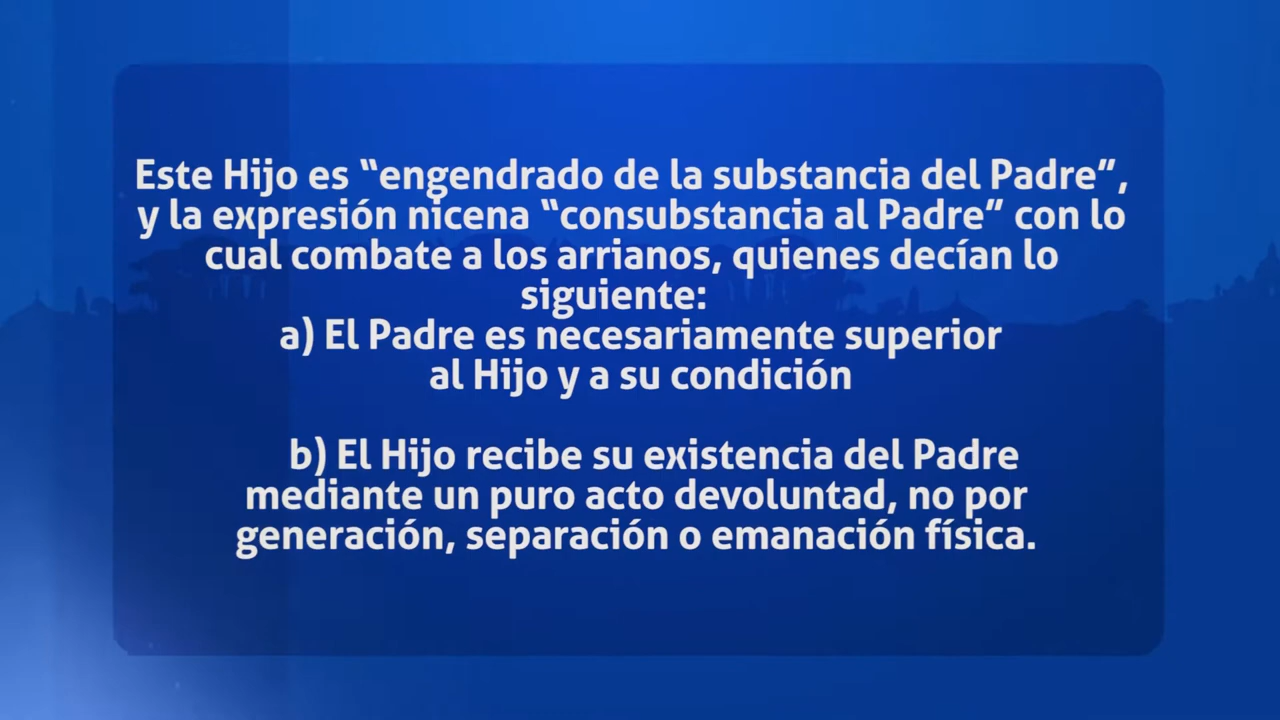 Este Hijo es “engendrado de la substancia del Padre”,
y la expresión nicena “consubstancia al Padre” con lo
cual combate a los arrianos, quienes decían lo
siguiente:
a) El Padre es necesariamente superior
al Hijo y a su condición
b) El Hijo recibe su existencia del Padre
mediante un puro acto devoluntad, no por
generación, separación o emanación física.